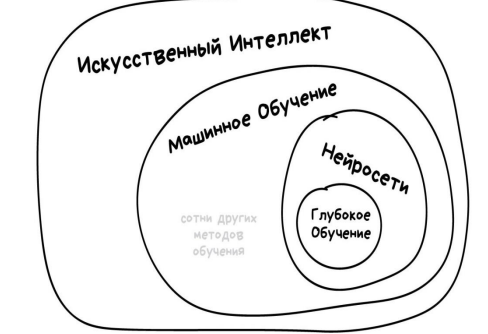 Искусственный Интеллект
Машинное Обучение
Нейросети
сотни других
методов
обучения
Глубокое
Обучение